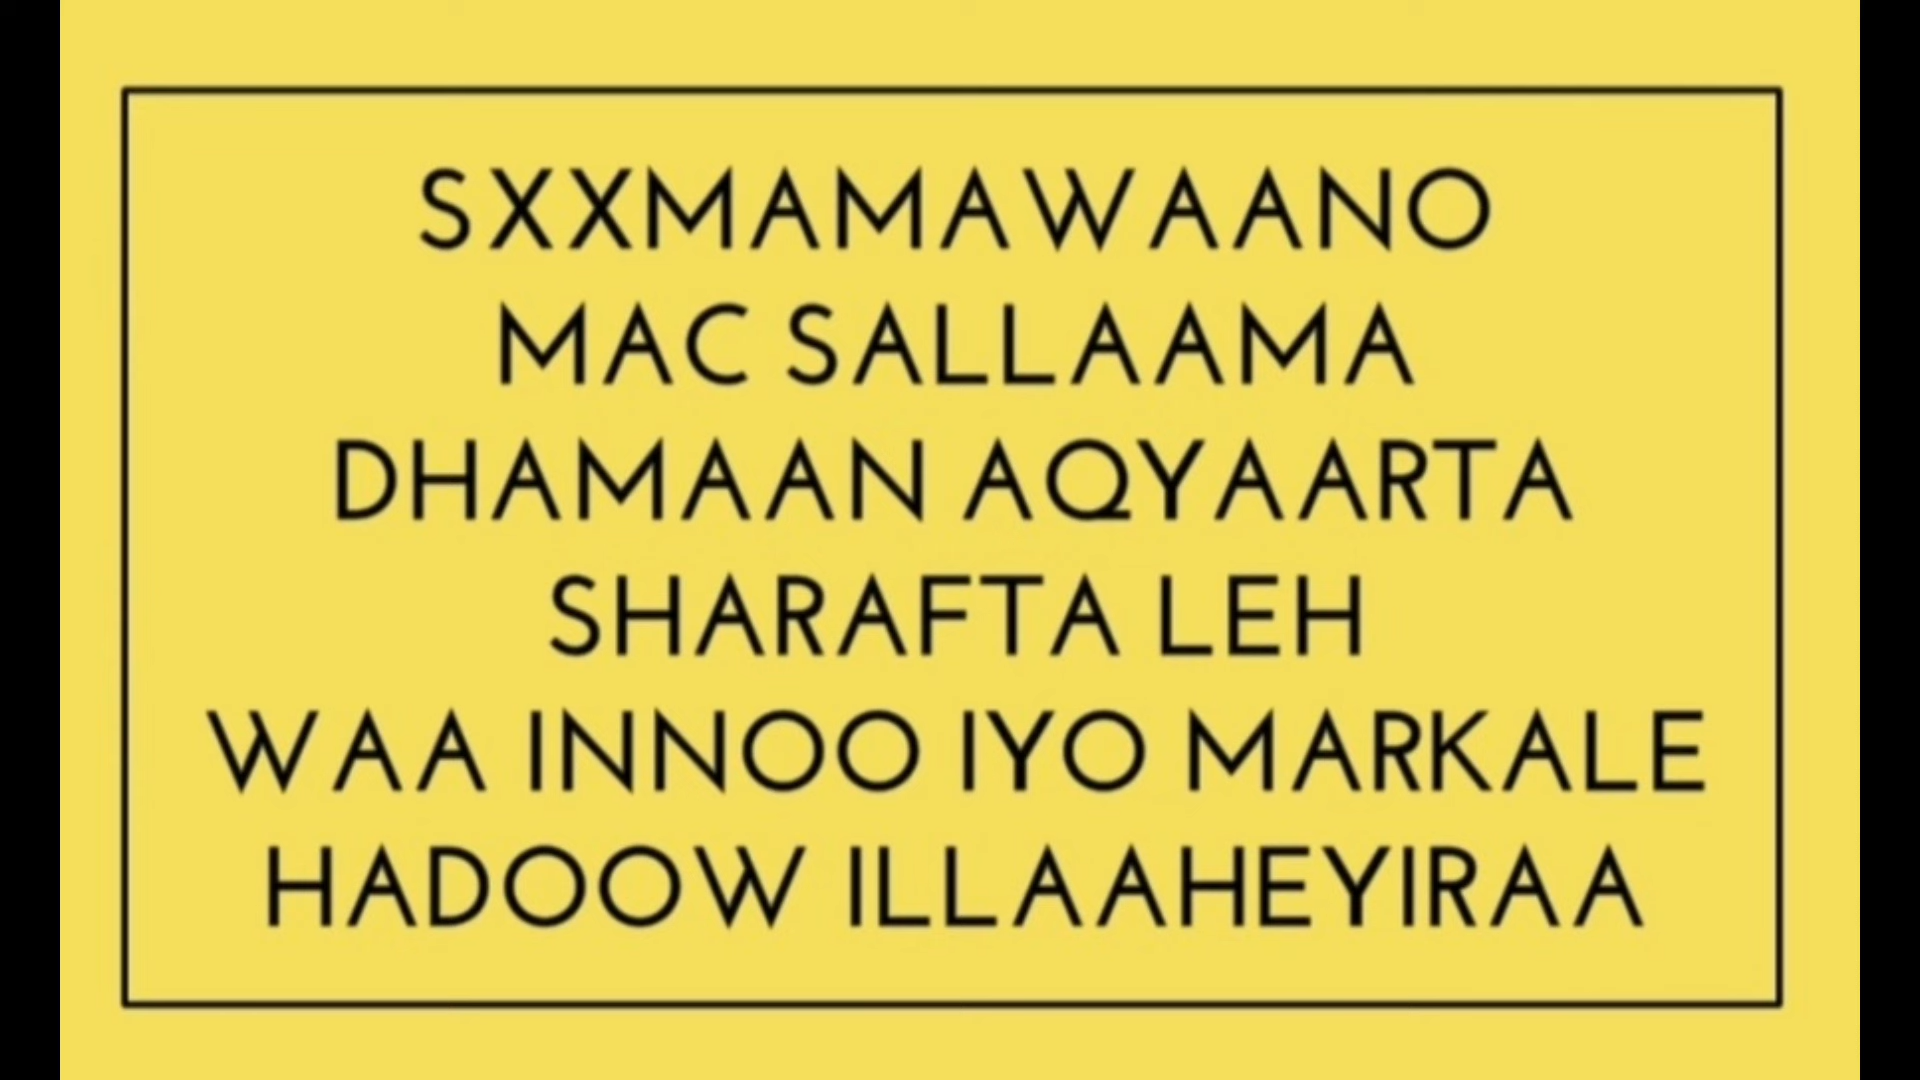 SXXMAMAWAANO
MAC SALLAAMA
DHAMAAN AQYAARTA
SHARAFTA LEH
WAA INNOO IYO MARKALE
HADOOW ILLAAHEYIRAA